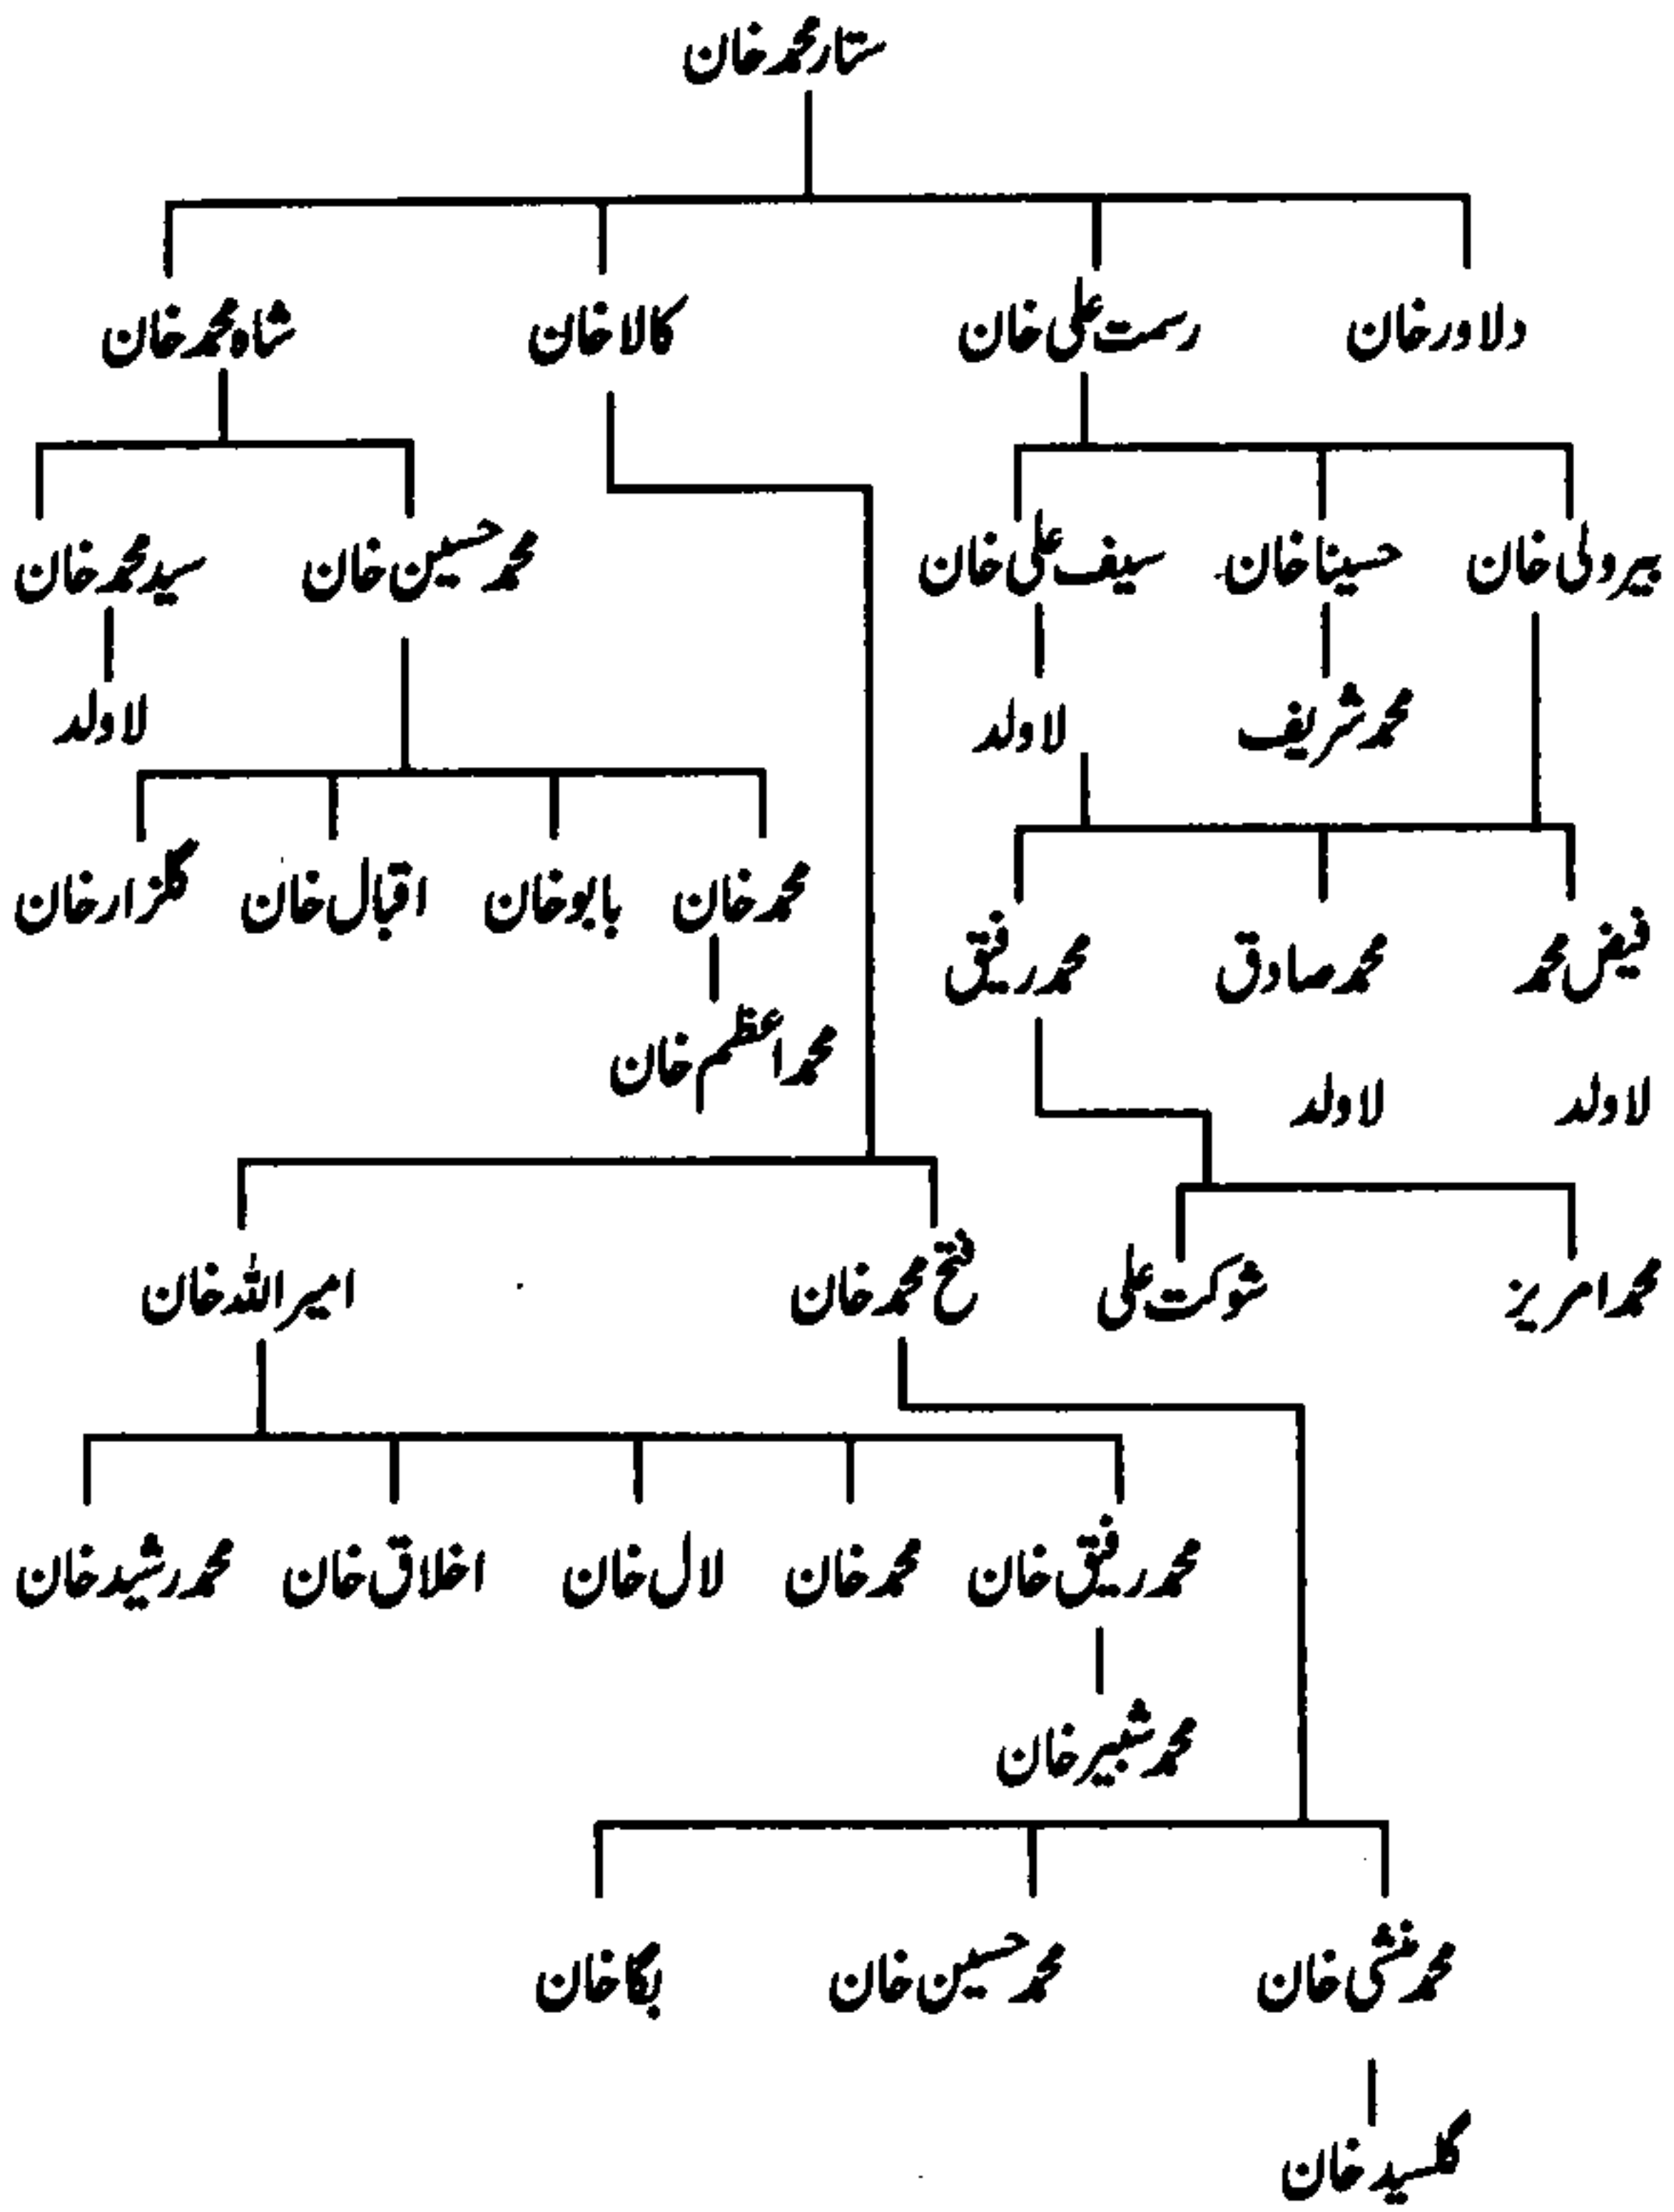 ستار محمد خان
دلاور خان رسمت علی خان کالا خان شاہ محمد خان
پیرولی خان حسینا خان سیف علی خان محمد حسین خان سید محمد خان
محمد شریف لاولد لاولد
محمد خان بابو خان اقبال خان گلزار خان
فیض محمد محمد صادق محمد رفیق
محمد اعظم خان
لاولد لاولد
محمد امریز شوکت علی فتح محمد خان امیر اللہ خان
محمد رفیق خان محمد خان لال خان اخلاق خان محمد رشید خان
محمد شبیر خان
محمد منشی خان محمد حسین خان بگا خان
گلسید خان